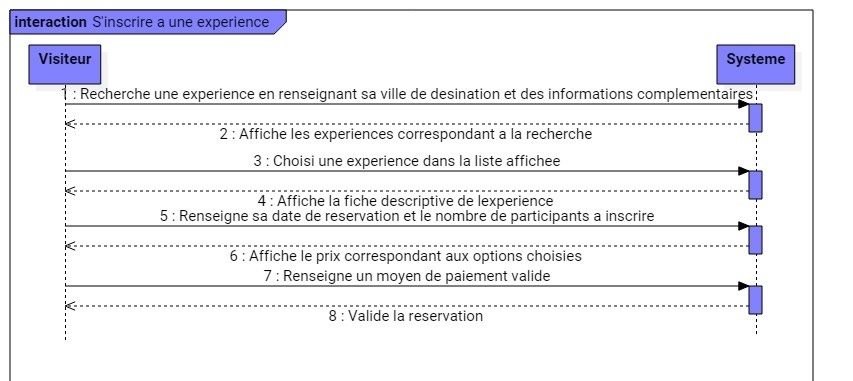 interaction S'inscrire a une experience
Visiteur
Systeme
1 : Recherche une experience en renseignant sa ville de desination et des informations complementaires
2 : Affiche les experiences correspondant a la recherche
3 : Choisi une experience dans la liste affichee
4 : Affiche la fiche descriptive de lexperience
5 : Renseigne sa date de reservation et le nombre de participants a inscrire
6 : Affiche le prix correspondant aux options choisies
7 : Renseigne un moyen de paiement valide
8 : Valide la reservation